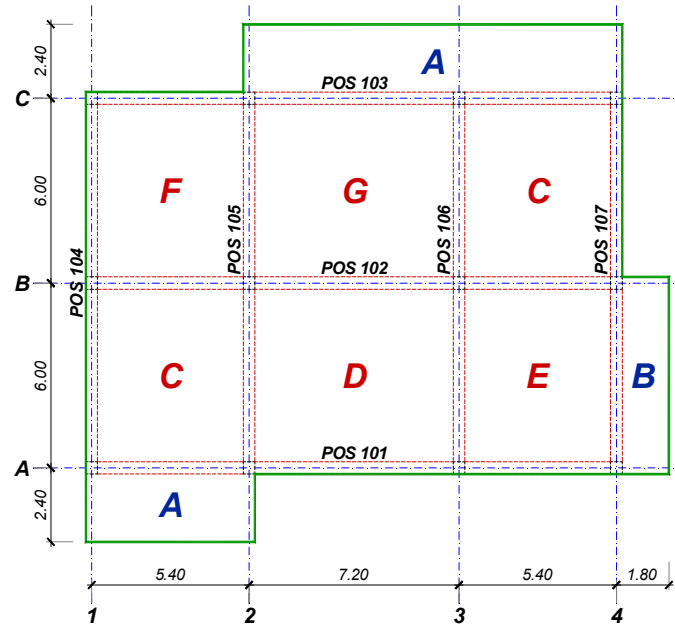 2.40
A
POS 103
C
6.00
F
G
C
POS 105
POS 106
POS 107
POS 104
POS 102
B
6.00
C
D
E
B
POS 101
A
2.40
A
5.40
7.20
5.40
1.80
1
2
3
4